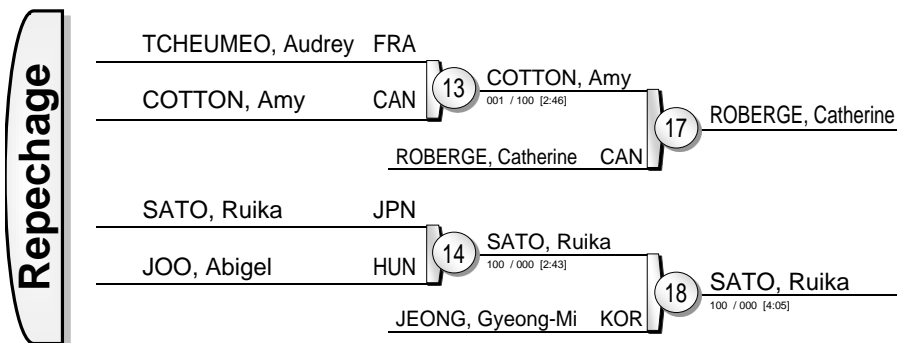 Repechage
TCHEUMEO, Audrey FRA
COTTON, Amy CAN
13
COTTON, Amy
001 / 100 [2:46]
ROBERGE, Catherine CAN
17
ROBERGE, Catherine
SATO, Ruika JPN
JOO, Abigel HUN
14
SATO, Ruika
100 / 000 [2:43]
JEONG, Gyeong-Mi KOR
18
SATO, Ruika
100 / 000 [4:05]